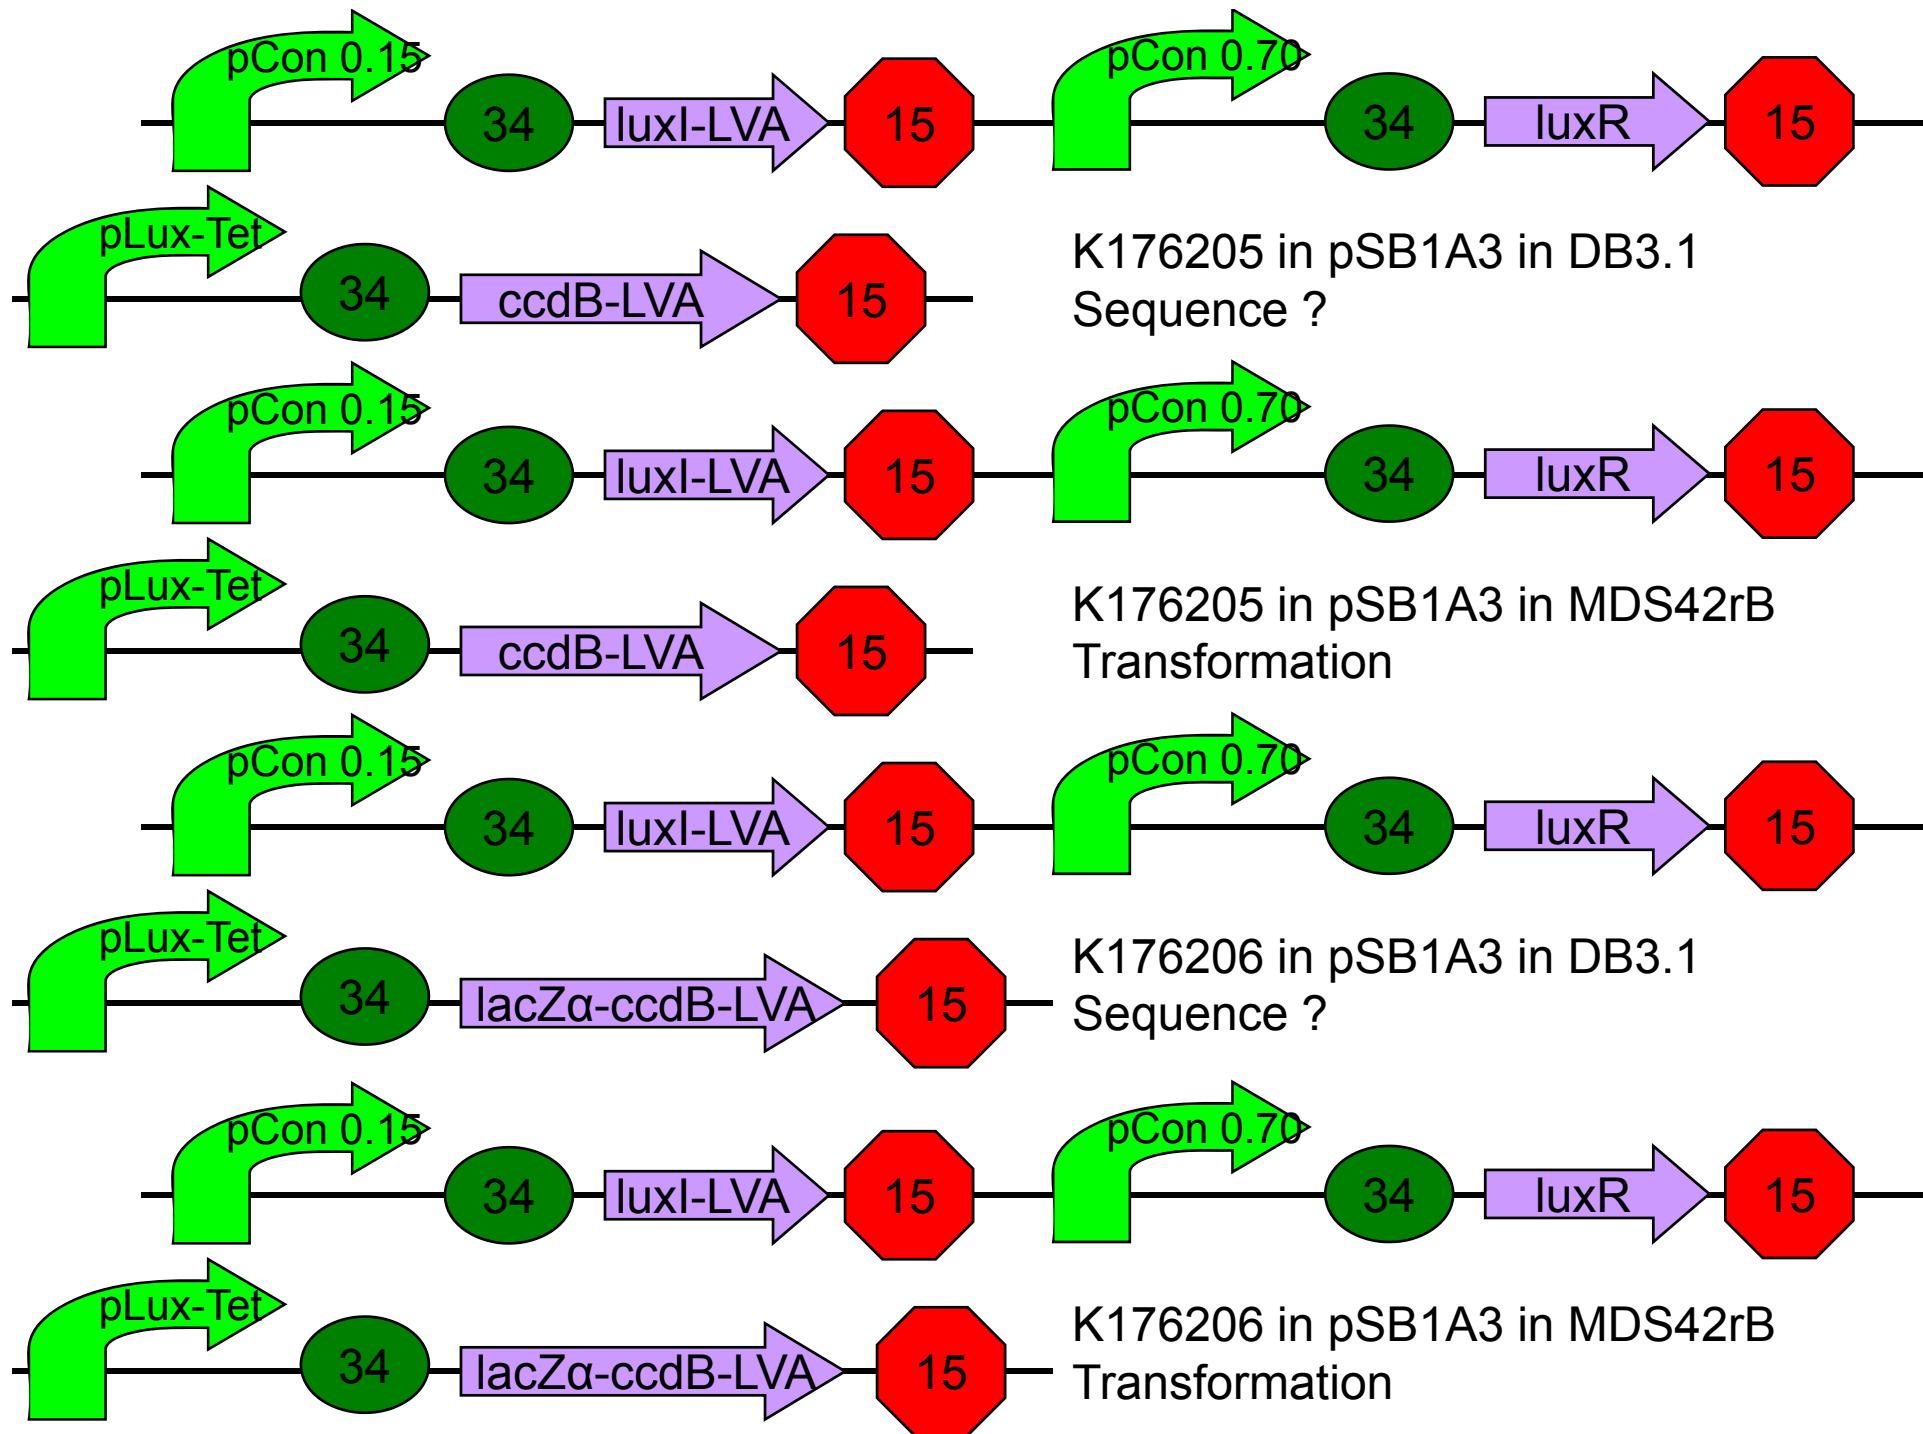 pCon 0.15 34 luxI-LVA 15 pCon 0.70 34 luxR 15
pLux-Tet 34 ccdB-LVA 15
K176205 in pSB1A3 in DB3.1
Sequence ?
pCon 0.15 34 luxI-LVA 15 pCon 0.70 34 luxR 15
pLux-Tet 34 ccdB-LVA 15
K176205 in pSB1A3 in MDS42rB
Transformation
pCon 0.15 34 luxI-LVA 15 pCon 0.70 34 luxR 15
pLux-Tet 34 lacZα-ccdB-LVA 15
K176206 in pSB1A3 in DB3.1
Sequence ?
pCon 0.15 34 luxI-LVA 15 pCon 0.70 34 luxR 15
pLux-Tet 34 lacZα-ccdB-LVA 15
K176206 in pSB1A3 in MDS42rB
Transformation